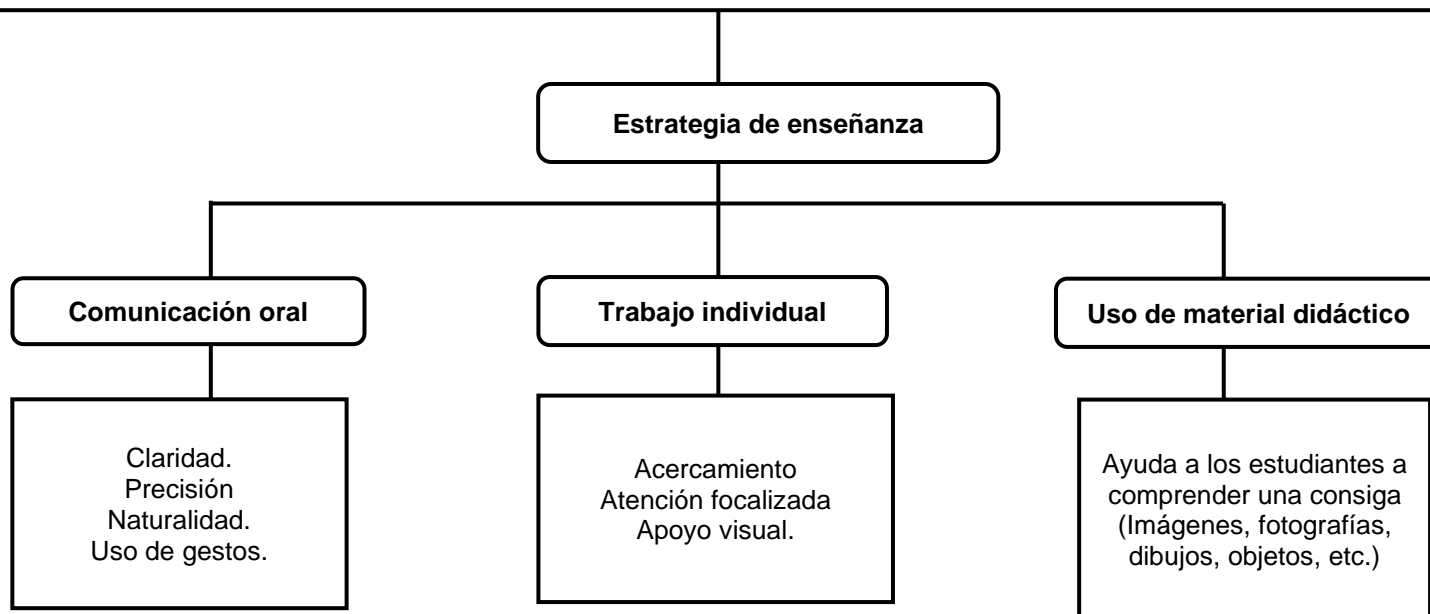 Estrategia de enseñanza
Comunicación oral
Trabajo individual
Uso de material didáctico
Claridad.
Precisión
Naturalidad.
Uso de gestos.
Acercamiento
Atención focalizada
Apoyo visual.
Ayuda a los estudiantes a
comprender una consiga
(Imágenes, fotografías,
dibujos, objetos, etc.)